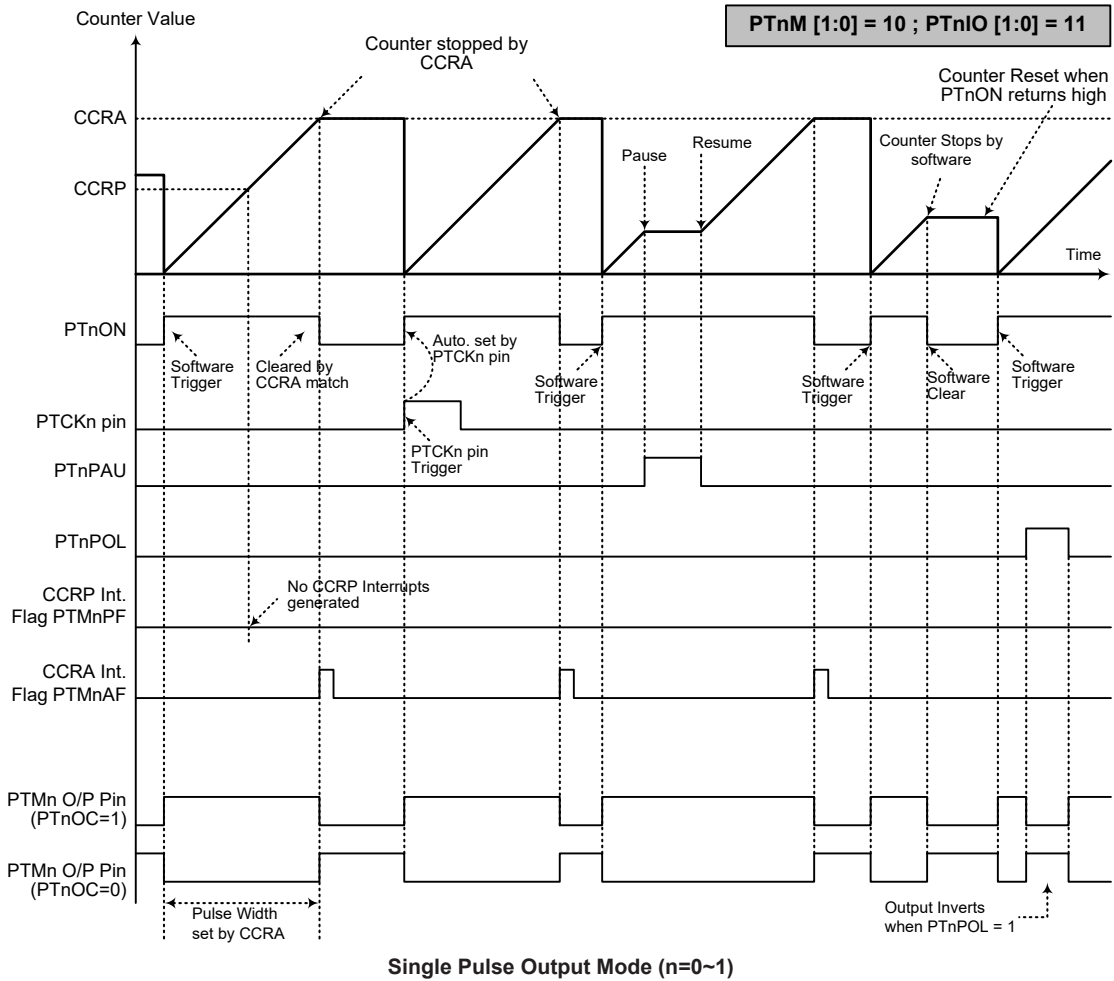 Counter Value
PTnM [1:0] = 10 ; PTnIO [1:0] = 11
Counter stopped by
CCRA
Counter Reset when
PTnON returns high
CCRA
Pause
Resume
Counter Stops by
software
CCRP
Time
PTnON
Software
Trigger
Cleared by
CCRA match
Auto. set by
PTCKn pin
Software
Trigger
Software
Trigger
Software
Clear
Software
Trigger
PTCKn pin
PTCKn pin
Trigger
PTnPAU
PTnPOL
CCRP Int.
Flag PTMnPF
No CCRP Interrupts
generated
CCRA Int.
Flag PTMnAF
PTMn O/P Pin
(PTnOC=1)
PTMn O/P Pin
(PTnOC=0)
Pulse Width
set by CCRA
Output Inverts
when PTnPOL = 1
Single Pulse Output Mode (n=0~1)